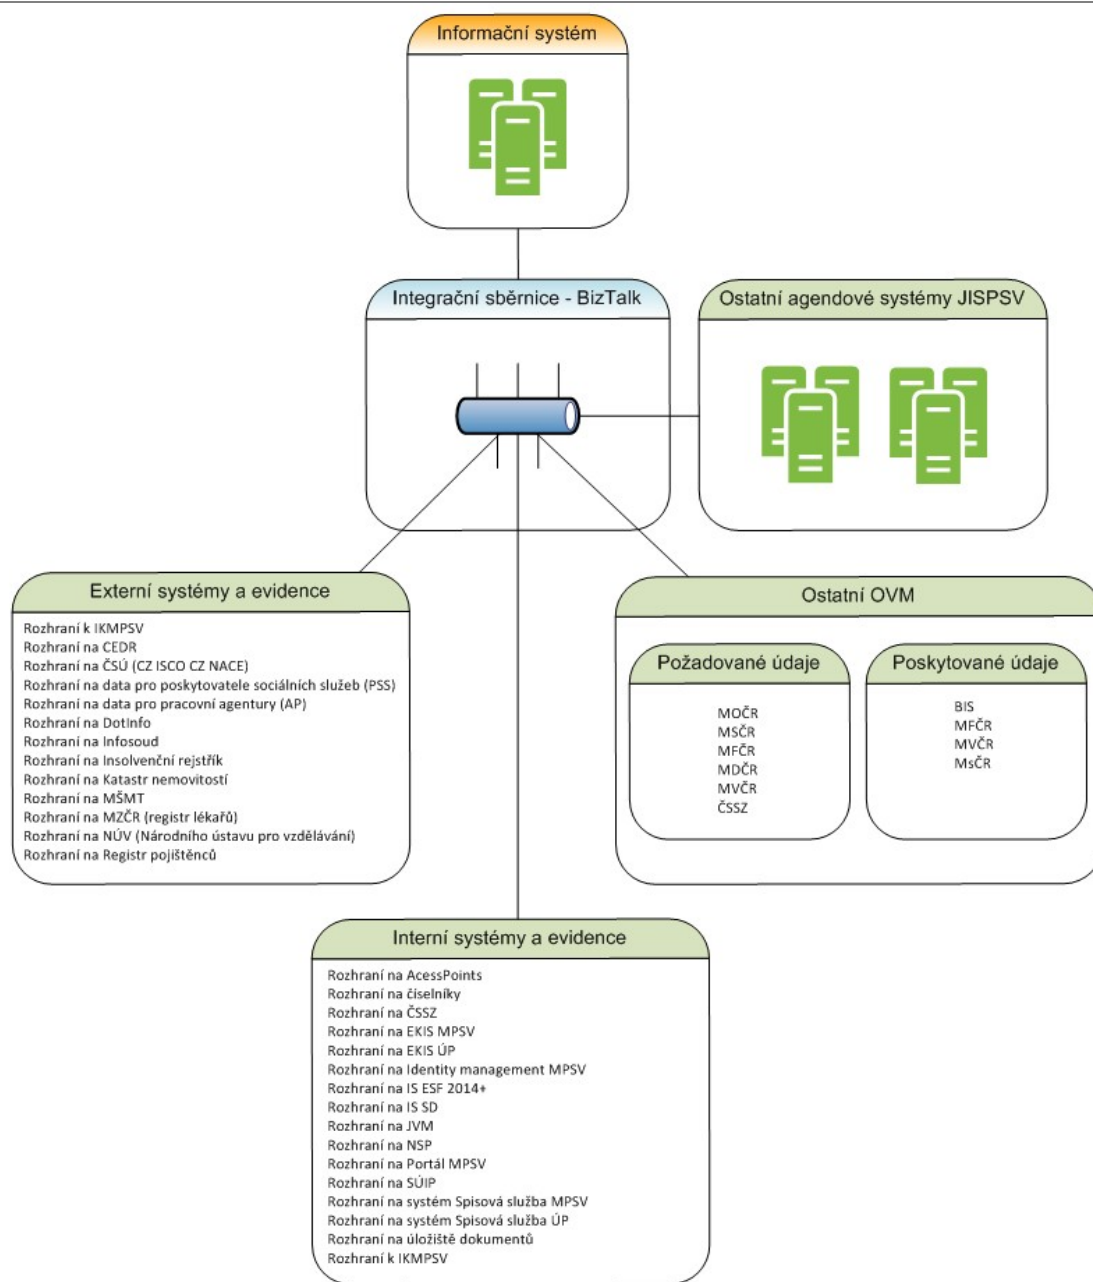 Informační systém
Integrační sběrnice - BizTalk
Ostatní agendové systémy JISPSV
Externí systémy a evidence
Rozhraní k IKMPSV
Rozhraní na CEDR
Rozhraní na ČSÚ (CZ ISCO CZ NACE)
Rozhraní na data pro poskytovatele sociálních služeb (PSS)
Rozhraní na data pro pracovní agentury (AP)
Rozhraní na DotInfo
Rozhraní na Infosoud
Rozhraní na Insolvenční rejstřík
Rozhraní na Katastr nemovitostí
Rozhraní na MŠMT
Rozhraní na MZČR (registr lékařů)
Rozhraní na NÚV (Národního ústavu pro vzdělávání)
Rozhraní na Registr pojištěnců
Ostatní OVM
Požadované údaje
MOČR
MSČR
MFČR
MDČR
MVČR
ČSSZ
Poskytované údaje
BIS
MFČR
MVČR
MsČR
Interní systémy a evidence
Rozhraní na AcessPoints
Rozhraní na číselníky
Rozhraní na ČSSZ
Rozhraní na EKIS MPSV
Rozhraní na EKIS ÚP
Rozhraní na Identity management MPSV
Rozhraní na IS ESF 2014+
Rozhraní na IS SD
Rozhraní na JVM
Rozhraní na NSP
Rozhraní na Portál MPSV
Rozhraní na SÚIP
Rozhraní na systém Spisová služba MPSV
Rozhraní na systém Spisová služba ÚP
Rozhraní na úložiště dokumentů
Rozhraní k IKMPSV